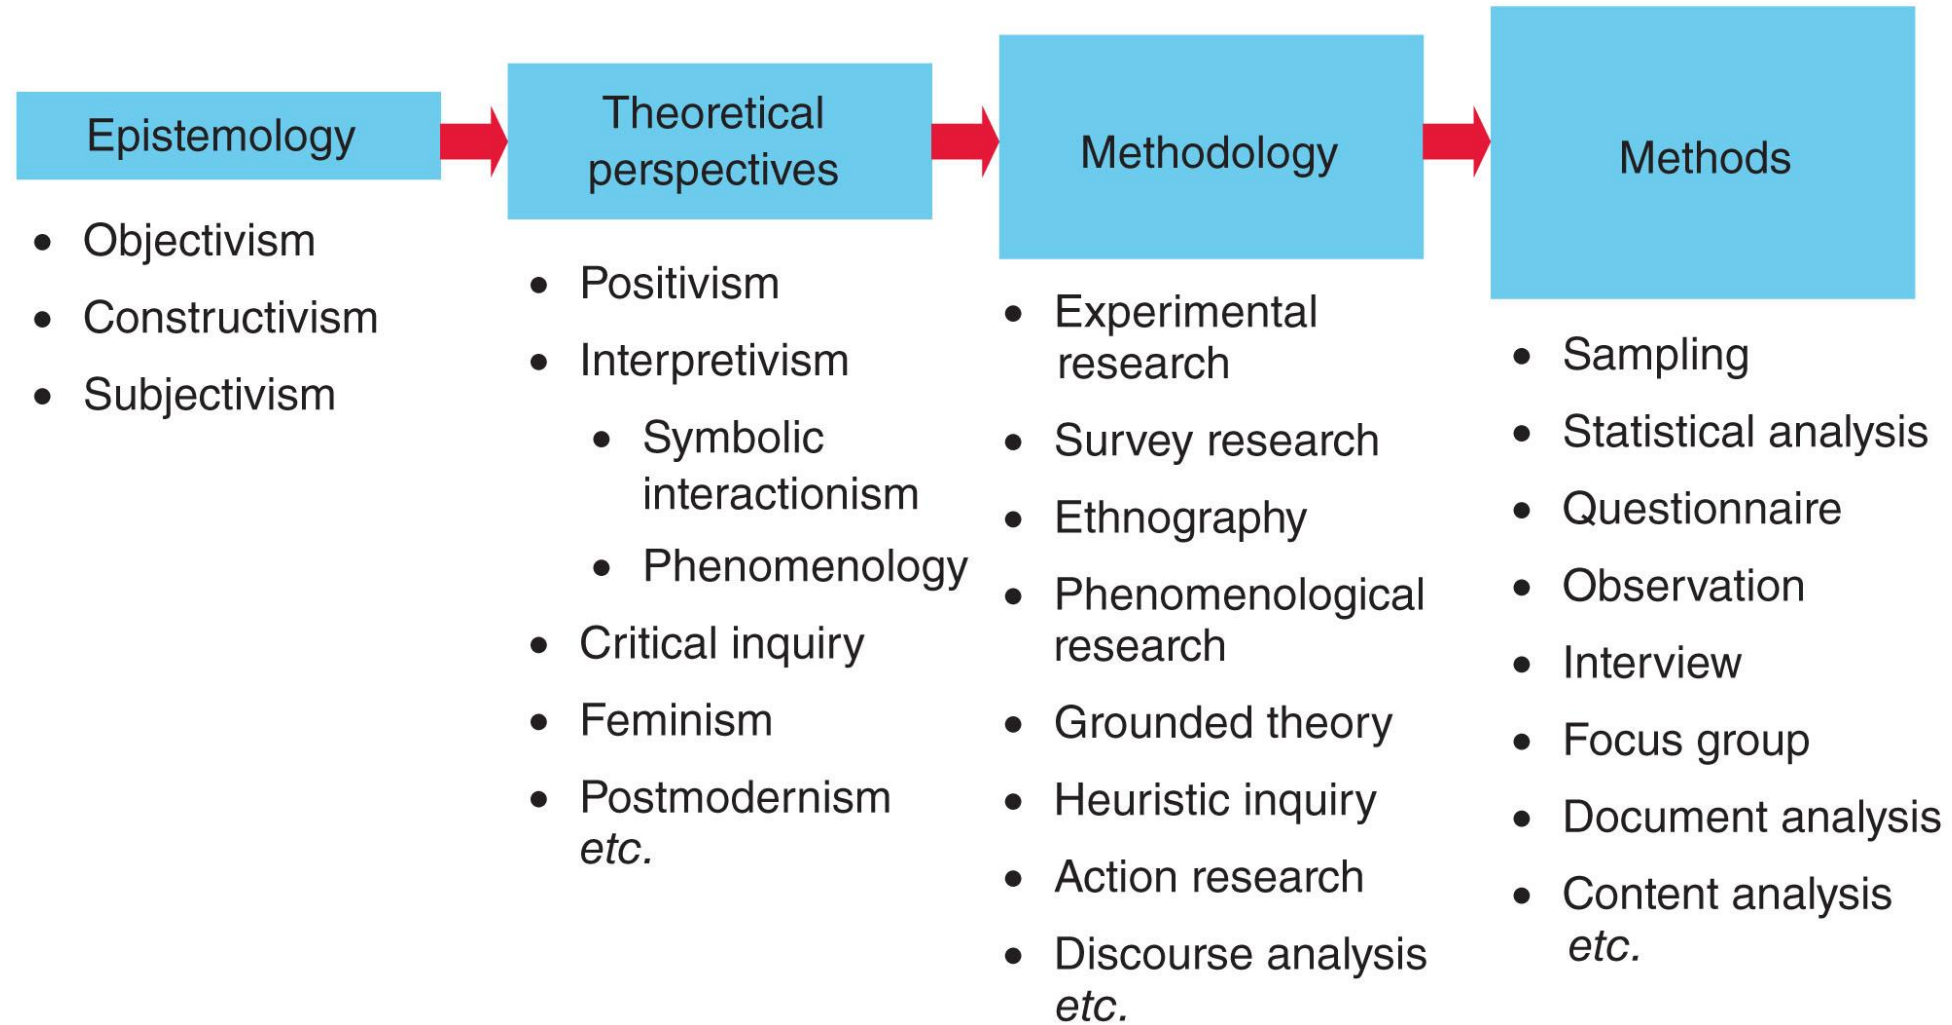 Epistemology
• Objectivism
• Constructivism
• Subjectivism
Theoretical
perspectives
• Positivism
• Interpretivism
• Symbolic
interactionism
• Phenomenology
• Critical inquiry
• Feminism
• Postmodernism
etc.
Methodology
• Experimental
research
• Survey research
• Ethnography
• Phenomenological
research
• Grounded theory
• Heuristic inquiry
• Action research
• Discourse analysis
etc.
Methods
• Sampling
• Statistical analysis
• Questionnaire
• Observation
• Interview
• Focus group
• Document analysis
• Content analysis
etc.